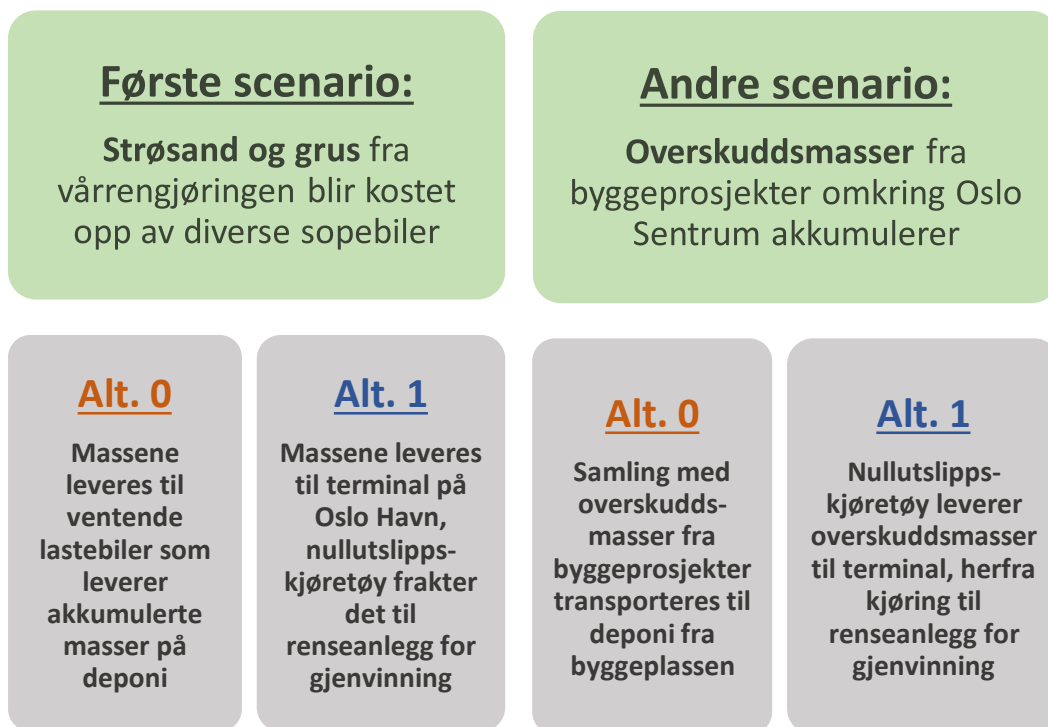 Første scenario:
Strøsand og grus fra
vårrengjøringen blir kostet
opp av diverse sopebiler
Andre scenario:
Overskuddsmasser fra
byggeprosjekter omkring Oslo
Sentrum akkumulerer
Alt. 0
Massene
leveres til
ventende
lastebiler som
leverer
akkumulerte
masser på
deponi
Alt. 1
Massene leveres
til terminal på
Oslo Havn,
nullutslipps-
kjøretøy frakter
det til
renseanlegg for
gjenvinning
Alt. 0
Samling med
overskudds-
masser fra
byggeprosjekter
transporteres til
deponi fra
byggeplassen
Alt. 1
Nullutslipps-
kjøretøy leverer
overskuddsmasser
til terminal, herfra
kjøring til
renseanlegg for
gjenvinning